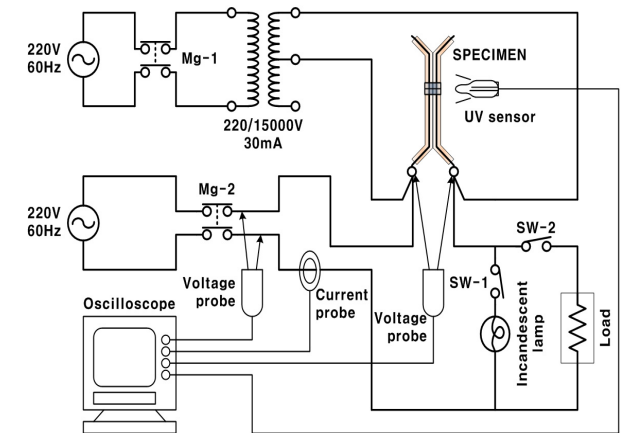 220V
60Hz
Mg-1
220/15000V
30mA
SPECIMEN
UV sensor
Mg-2
220V
60Hz
SW-2
SW-1
Voltage
probe
Current
probe
Voltage
probe
Oscilloscope
Incandescent
lamp
Load